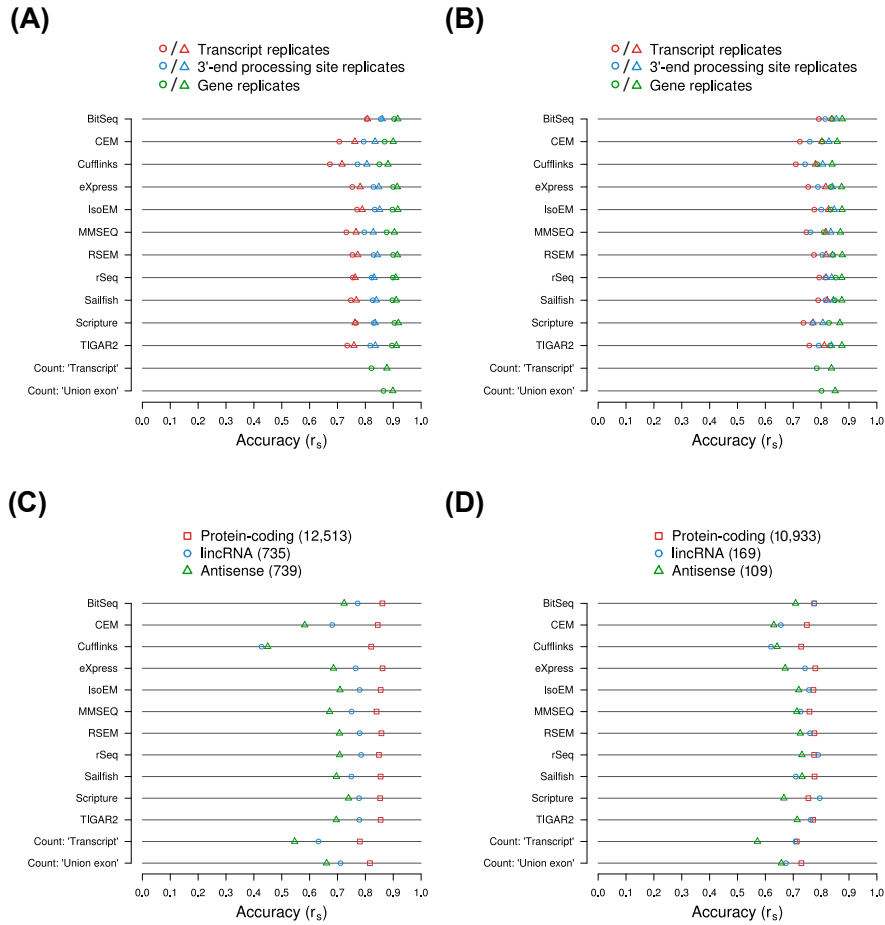 (A)
○/△ Transcript replicates
○/△ 3'-end processing site replicates
○/△ Gene replicates
BitSeq
CEM
Cufflinks
eXpress
IsoEM
MMSEQ
RSEM
rSeq
Sailfish
Scripture
TIGAR2
Count: 'Transcript'
Count: 'Union exon'
0.0 0.1 0.2 0.3 0.4 0.5 0.6 0.7 0.8 0.9 1.0
Accuracy (rs)
(B)
○/△ Transcript replicates
○/△ 3'-end processing site replicates
○/△ Gene replicates
BitSeq
CEM
Cufflinks
eXpress
IsoEM
MMSEQ
RSEM
rSeq
Sailfish
Scripture
TIGAR2
Count: 'Transcript'
Count: 'Union exon'
0.0 0.1 0.2 0.3 0.4 0.5 0.6 0.7 0.8 0.9 1.0
Accuracy (rs)
(C)
Protein-coding (12,513)
lincRNA (735)
Antisense (739)
BitSeq
CEM
Cufflinks
eXpress
IsoEM
MMSEQ
RSEM
rSeq
Sailfish
Scripture
TIGAR2
Count: 'Transcript'
Count: 'Union exon'
0.0 0.1 0.2 0.3 0.4 0.5 0.6 0.7 0.8 0.9 1.0
Accuracy (rs)
(D)
Protein-coding (10,933)
lincRNA (169)
Antisense (109)
BitSeq
CEM
Cufflinks
eXpress
IsoEM
MMSEQ
RSEM
rSeq
Sailfish
Scripture
TIGAR2
Count: 'Transcript'
Count: 'Union exon'
0.0 0.1 0.2 0.3 0.4 0.5 0.6 0.7 0.8 0.9 1.0
Accuracy (rs)